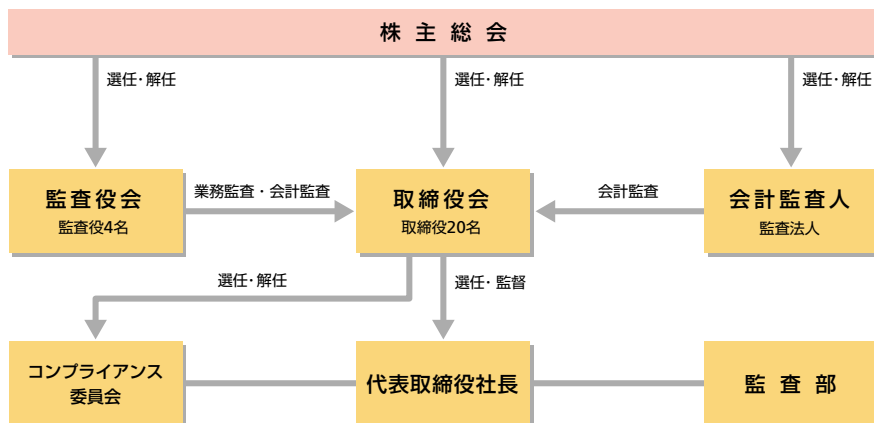 株主総会
選任・解任
選任・解任
選任・解任
監査役会
監査役4名
業務監査・会計監査
取締役会
取締役20名
会計監査
会計監査人
監査法人
選任・解任
選任・監督
コンプライアンス
委員会
代表取締役社長
監査部